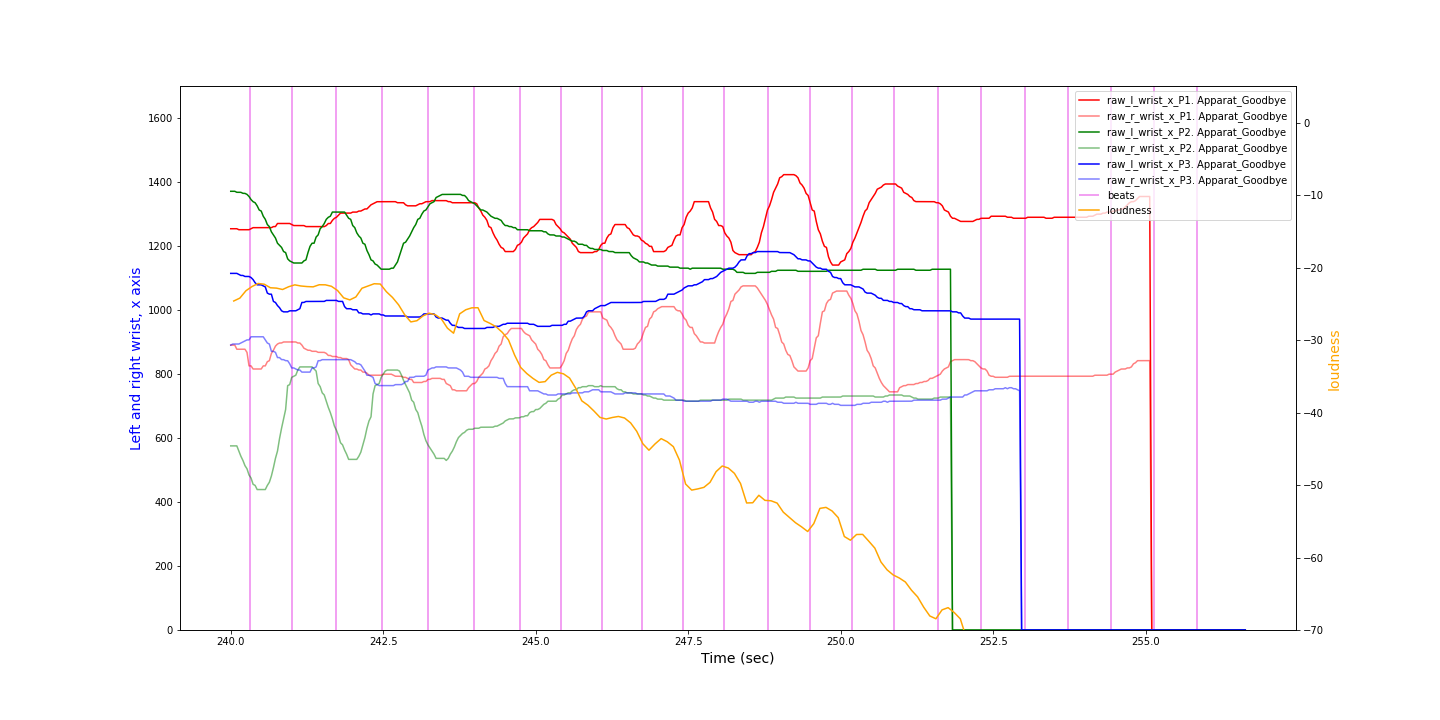 raw_l_wrist_x_P1. Apparat_Goodbye
raw_r_wrist_x_P1. Apparat_Goodbye
raw_l_wrist_x_P2. Apparat_Goodbye
raw_r_wrist_x_P2. Apparat_Goodbye
raw_l_wrist_x_P3. Apparat_Goodbye
raw_r_wrist_x_P3. Apparat_Goodbye
beats
loudness
1600
1400
1200
1000
800
600
400
200
0
Left and right wrist, x axis
0
−10
−20
−30
−40
−50
−60
−70
loudness
240.0 242.5 245.0 247.5 250.0 252.5 255.0
Time (sec)